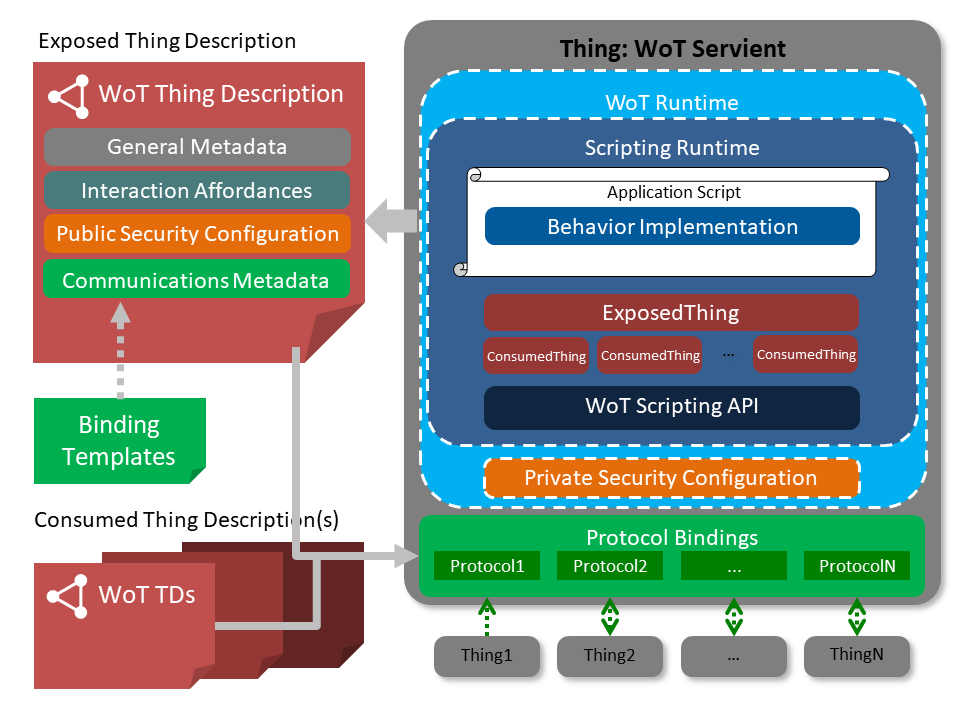 Exposed Thing Description
WoT Thing Description
General Metadata
Interaction Affordances
Public Security Configuration
Communications Metadata
Binding
Templates
Consumed Thing Description(s)
WoT TDs
Thing: WoT Servient
WoT Runtime
Scripting Runtime
Application Script
Behavior Implementation
ExposedThing
ConsumedThing ConsumedThing ... ConsumedThing
WoT Scripting API
Private Security Configuration
Protocol Bindings
Protocol1 Protocol2 ... ProtocolN
Thing1 Thing2 ... ThingN